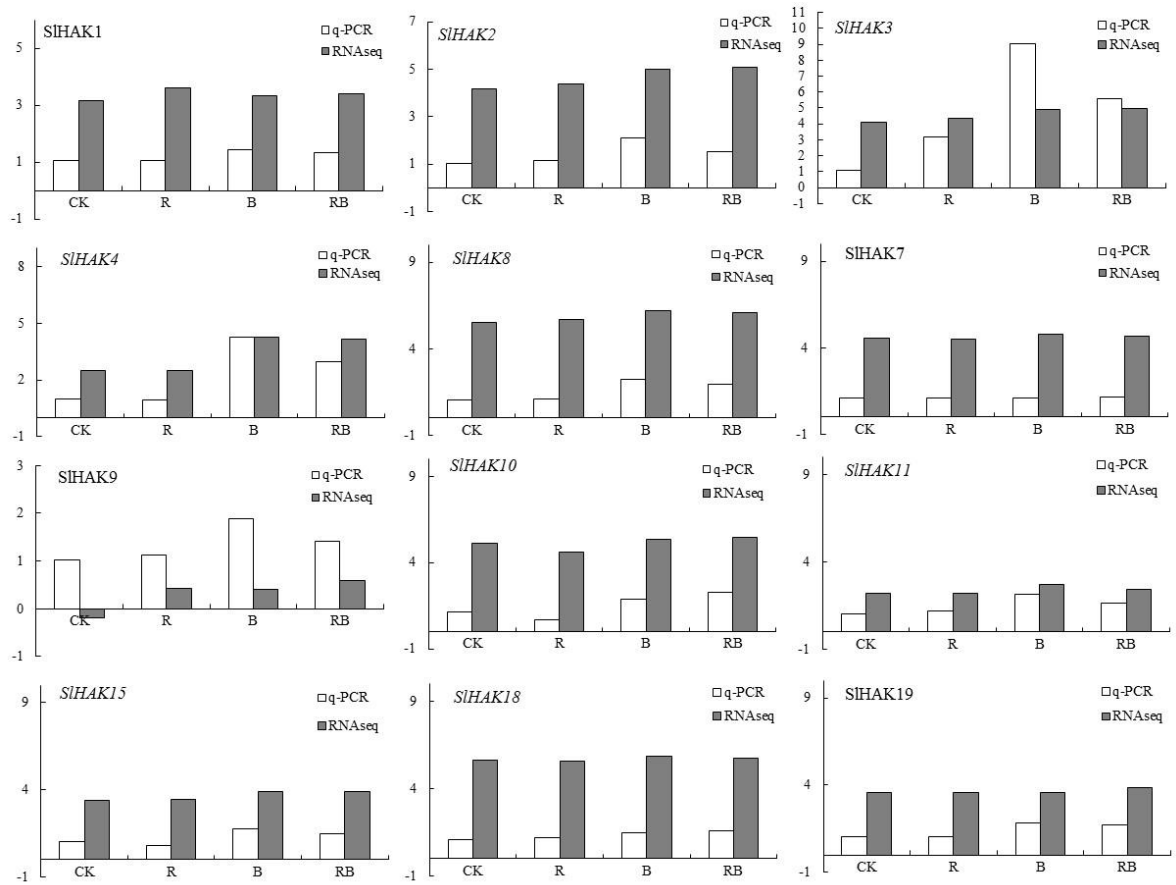 SlHAK1
q-PCR
RNAseq
5
3
1
-1
CK R B RB
SlHAK2
q-PCR
RNAseq
7
5
3
1
-1
CK R B RB
SlHAK3
q-PCR
RNAseq
11
10
9
8
7
6
5
4
3
2
1
0
-1
CK R B RB
SlHAK4
q-PCR
RNAseq
8
5
2
-1
CK R B RB
SlHAK8
q-PCR
RNAseq
9
4
-1
CK R B RB
SlHAK7
q-PCR
RNAseq
9
4
-1
CK R B RB
SlHAK9
q-PCR
RNAseq
3
2
1
0
-1
CK R B RB
SlHAK10
q-PCR
RNAseq
9
4
-1
CK R B RB
SlHAK11
q-PCR
RNAseq
9
4
-1
CK R B RB
SlHAK15
q-PCR
RNAseq
9
4
-1
CK R B RB
SlHAK18
q-PCR
RNAseq
9
4
-1
CK R B RB
SlHAK19
q-PCR
RNAseq
9
4
-1
CK R B RB